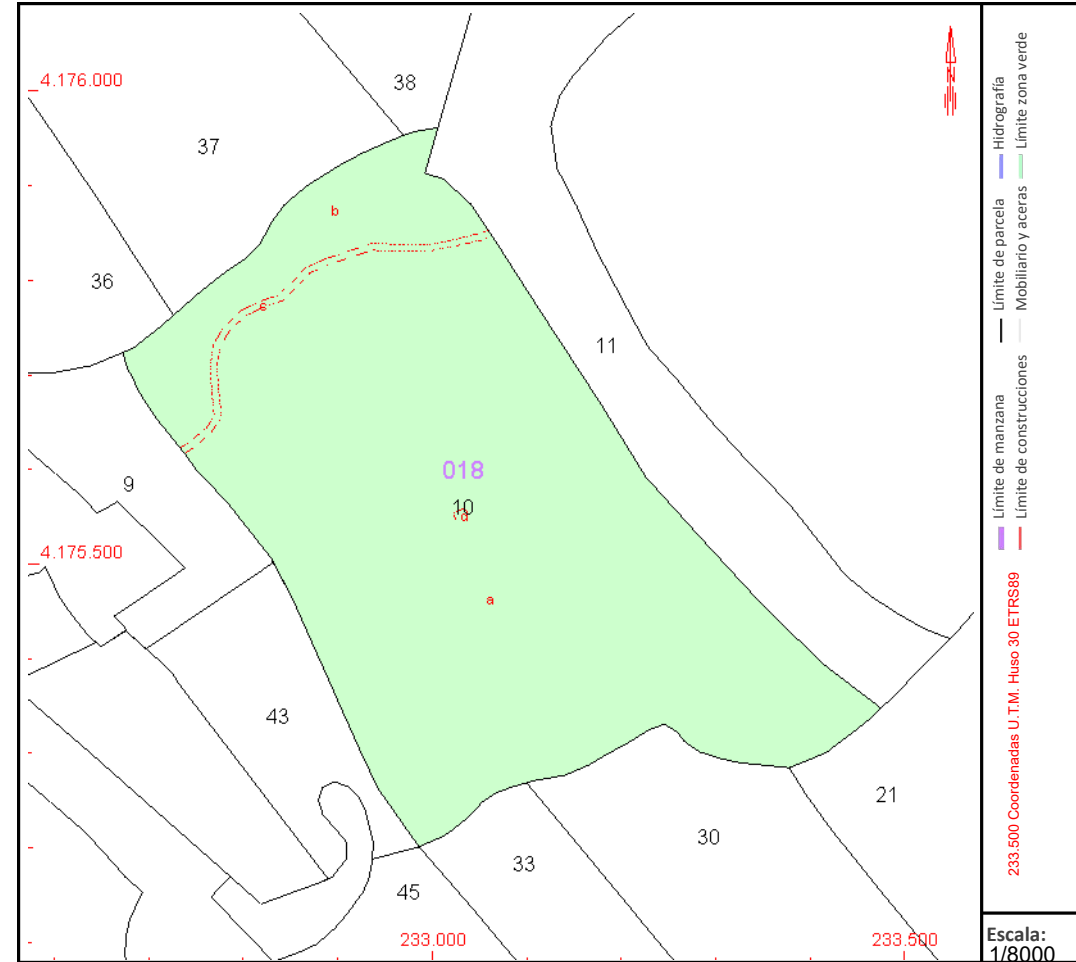 4.176.000
38
37
b
36
c
11
9
018
10
d
4.175.500
a
43
21
30
33
45
233.000
233.500
N
Hidrografía
Límite zona verde
Límite de parcela
Mobiliario y aceras
Límite de manzana
Límite de construcciones
233.500 Coordenadas U.T.M. Huso 30 ETRS89
Escala:
1/8000